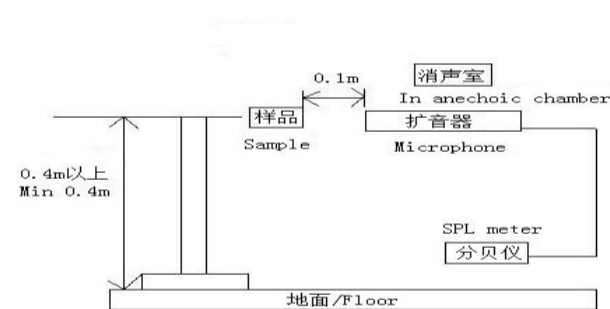 消声室
0.1m
In anechoic chamber
样品
扩音器
Sample
Microphone
0.4m以上
Min 0.4m
SPL meter
分贝仪
地面/Floor